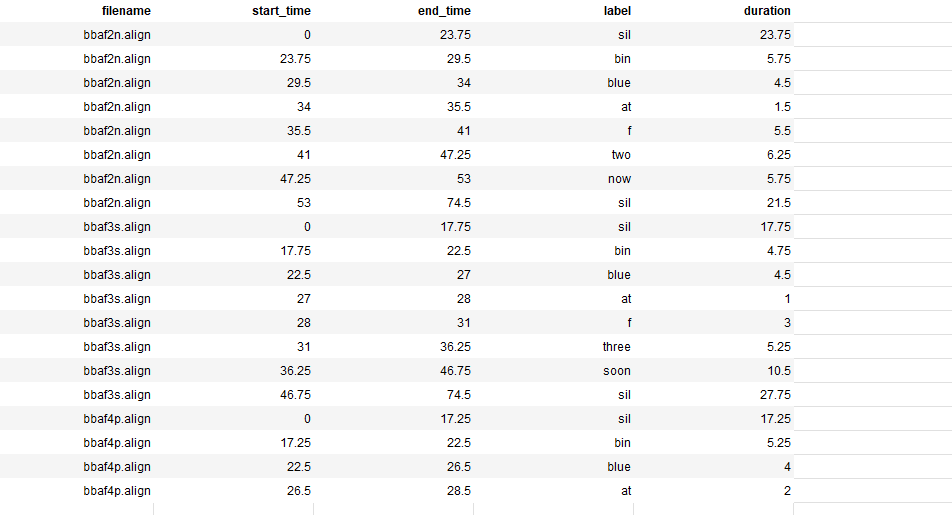 filename start_time end_time label duration
bbaf2n.align 0 23.75 sil 23.75
bbaf2n.align 23.75 29.5 bin 5.75
bbaf2n.align 29.5 34 blue 4.5
bbaf2n.align 34 35.5 at 1.5
bbaf2n.align 35.5 41 f 5.5
bbaf2n.align 41 47.25 two 6.25
bbaf2n.align 47.25 53 now 5.75
bbaf2n.align 53 74.5 sil 21.5
bbaf3s.align 0 17.75 sil 17.75
bbaf3s.align 17.75 22.5 bin 4.75
bbaf3s.align 22.5 27 blue 4.5
bbaf3s.align 27 28 at 1
bbaf3s.align 28 31 f 3
bbaf3s.align 31 36.25 three 5.25
bbaf3s.align 36.25 46.75 soon 10.5
bbaf3s.align 46.75 74.5 sil 27.75
bbaf4p.align 0 17.25 sil 17.25
bbaf4p.align 17.25 22.5 bin 5.25
bbaf4p.align 22.5 26.5 blue 4
bbaf4p.align 26.5 28.5 at 2